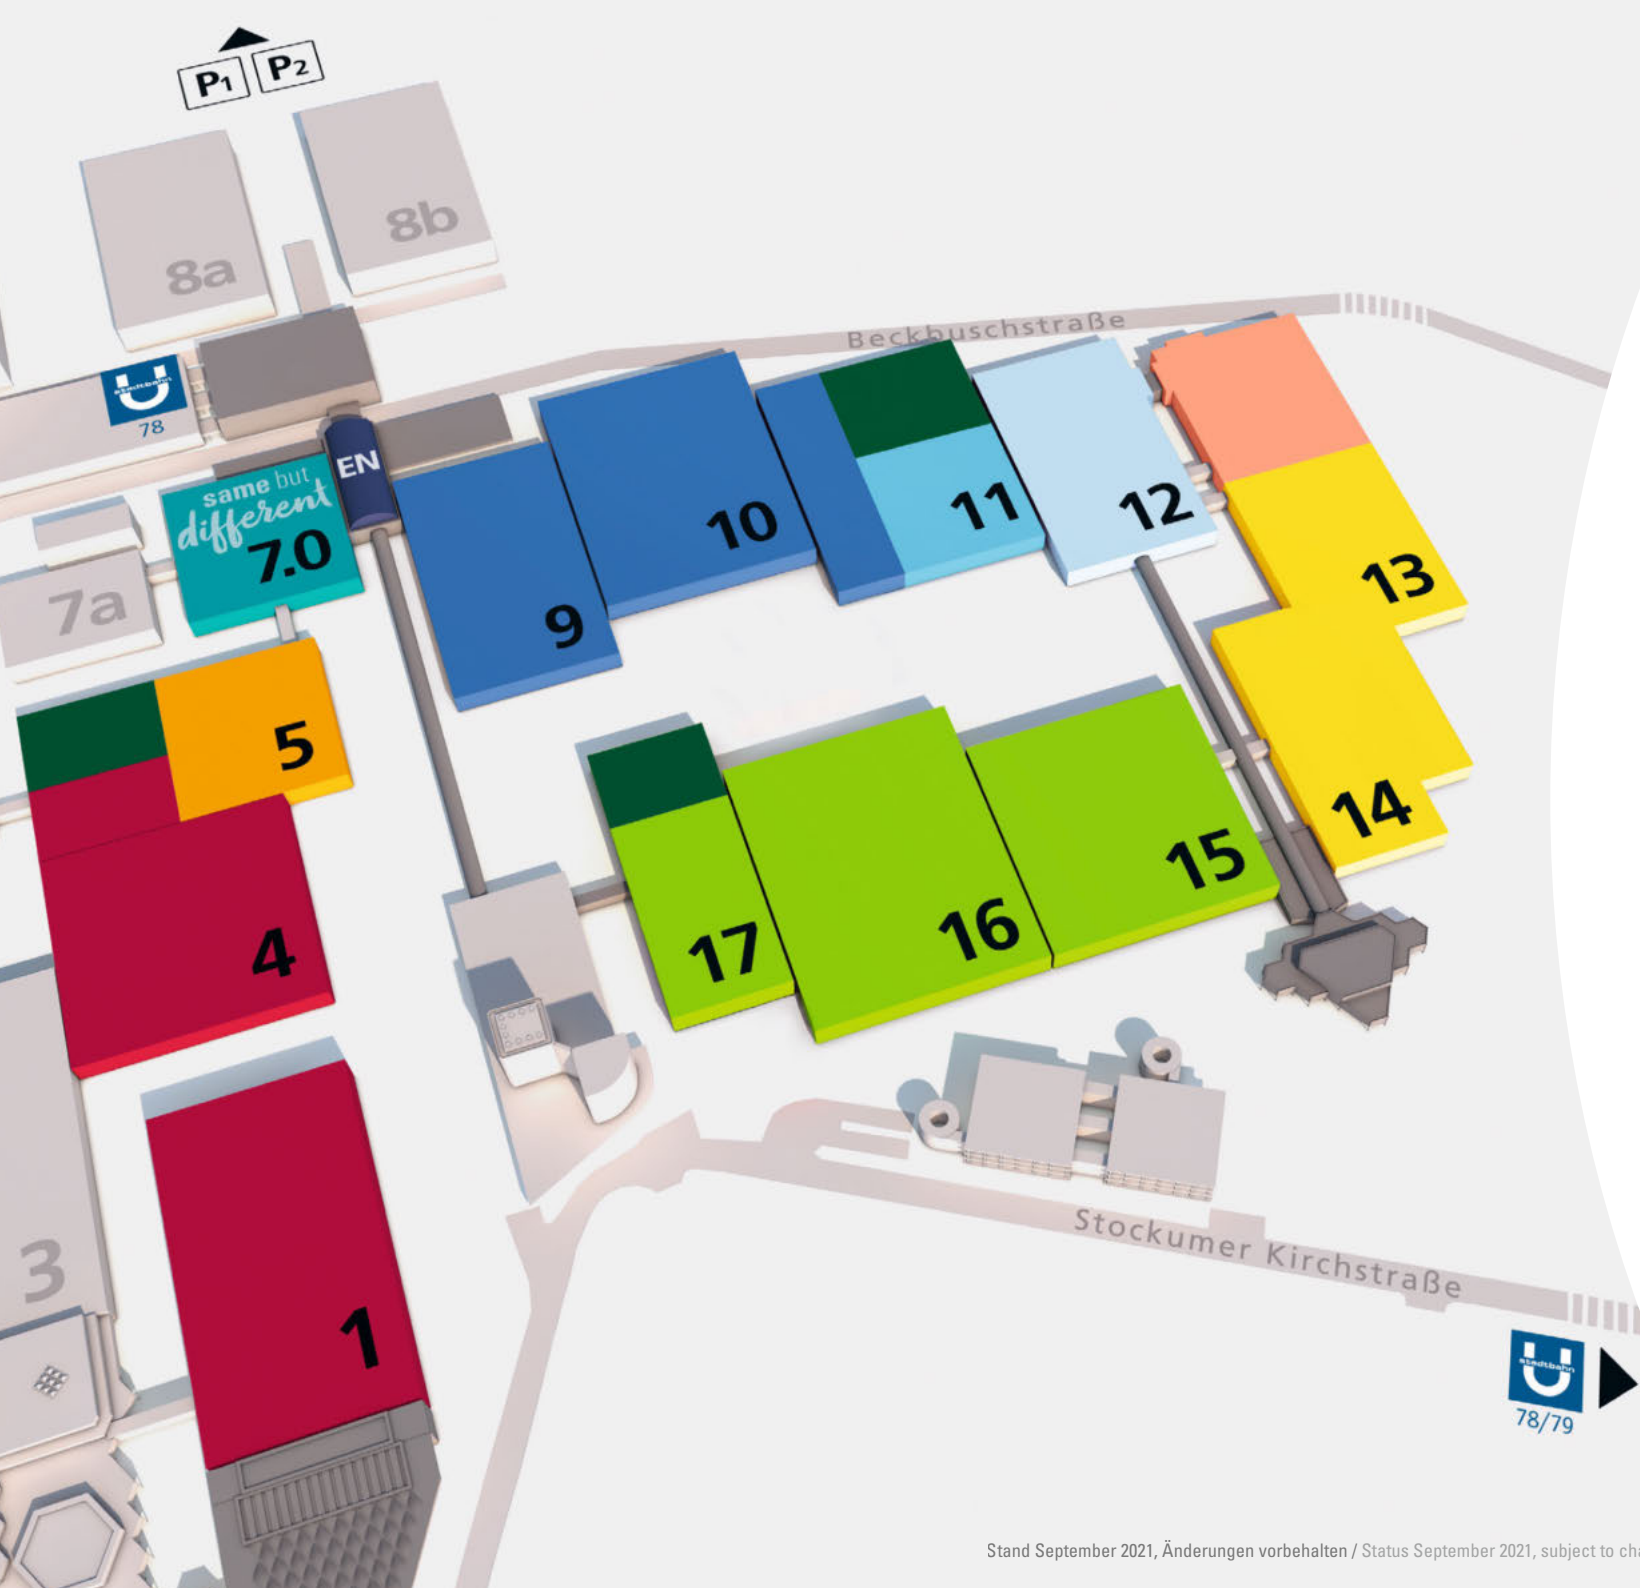 P1 P2
8b
8a
Beckbuschstraße
stadtbahn
78
EN
same but
different
7.0
10
11
12
13
7a
9
5
14
15
16
17
4
Stockumer Kirchstraße
3
1
stadtbahn
78/79
Stand September 2021, Änderungen vorbehalten / Status September 2021, subject to